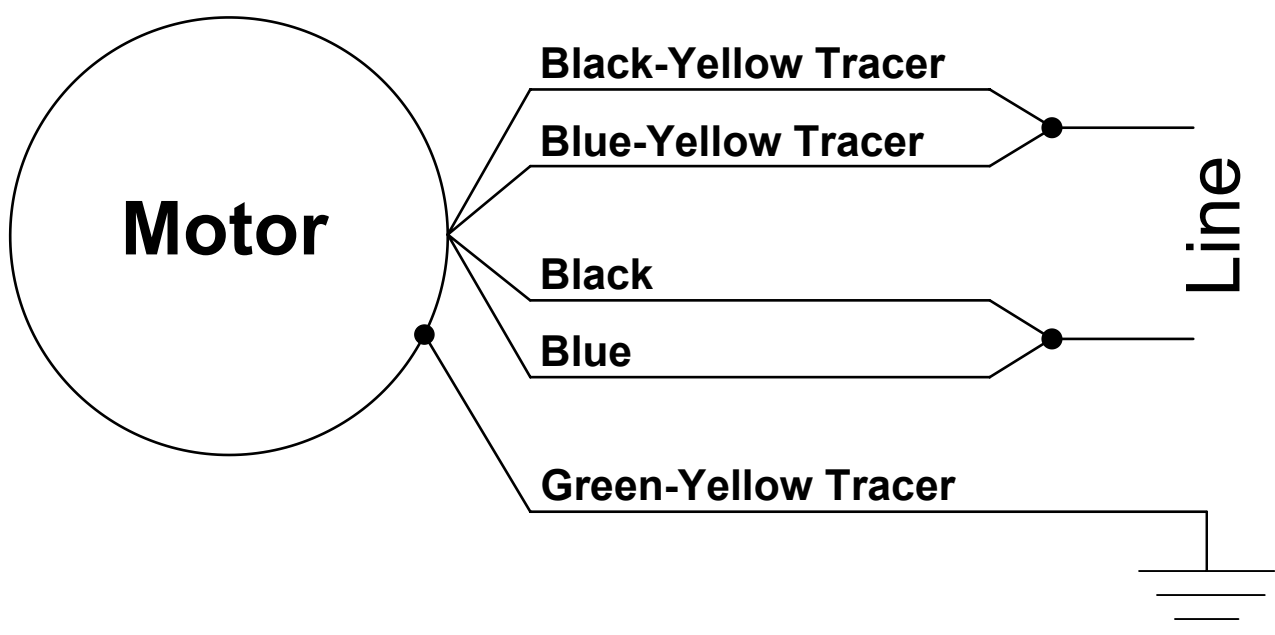 Black-Yellow Tracer
Blue-Yellow Tracer
Motor
Line
Black
Blue
Green-Yellow Tracer